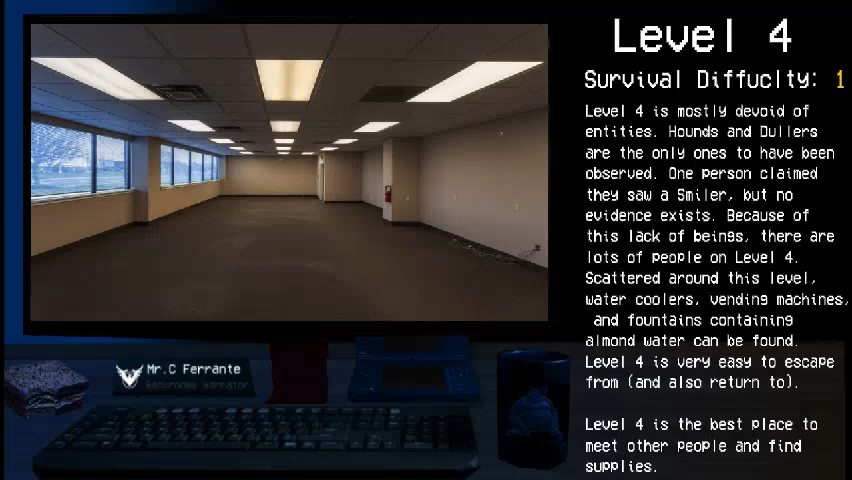 Level 4
Survival Diffuclty: 1
Level 4 is mostly devoid of
entities. Hounds and Dullers
are the only ones to have been
observed. One person claimed
they saw a Smiler, but no
evidence exists. Because of
this lack of beings, there are
lots of people on Level 4.
Scattered around this level,
water coolers, vending machines,
and fountains containing
almond water can be found.
Level 4 is very easy to escape
from (and also return to).
Level 4 is the best place to
meet other people and find
supplies.
Mr.C Ferrante
Backrooms Narrator